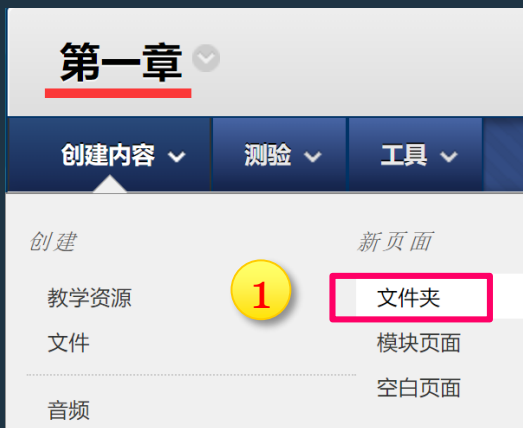 第一章
创建内容 测验 工具
创建 新页面
教学资源 1 文件夹
文件 模块页面
空白页面
音频